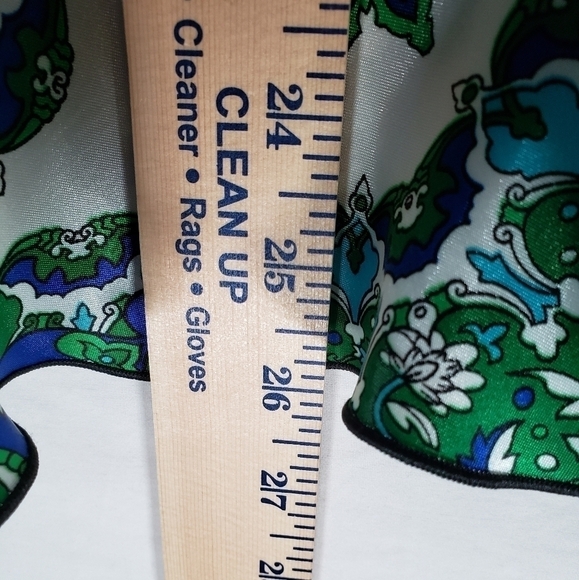 • Cleaner • Rags • Gloves
CLEAN UP
24
25
26
27